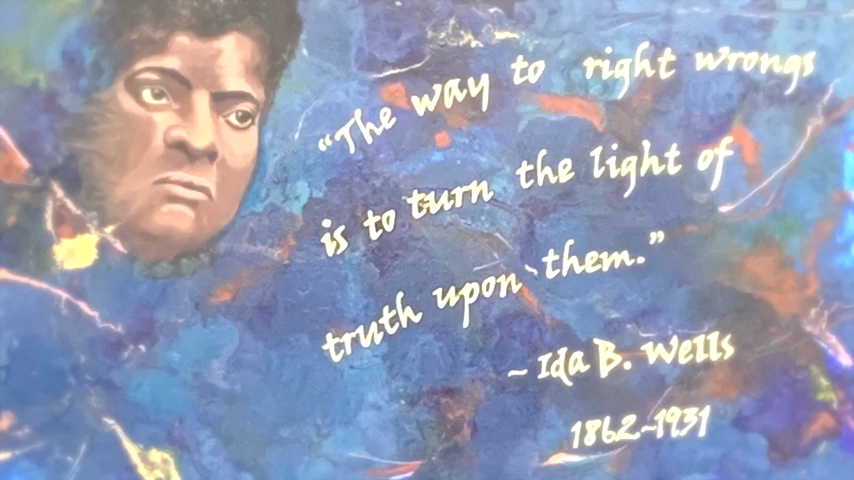 “The way to right wrongs
is to turn the light of
truth upon them.”
~ Ida B. Wells
1862~1931